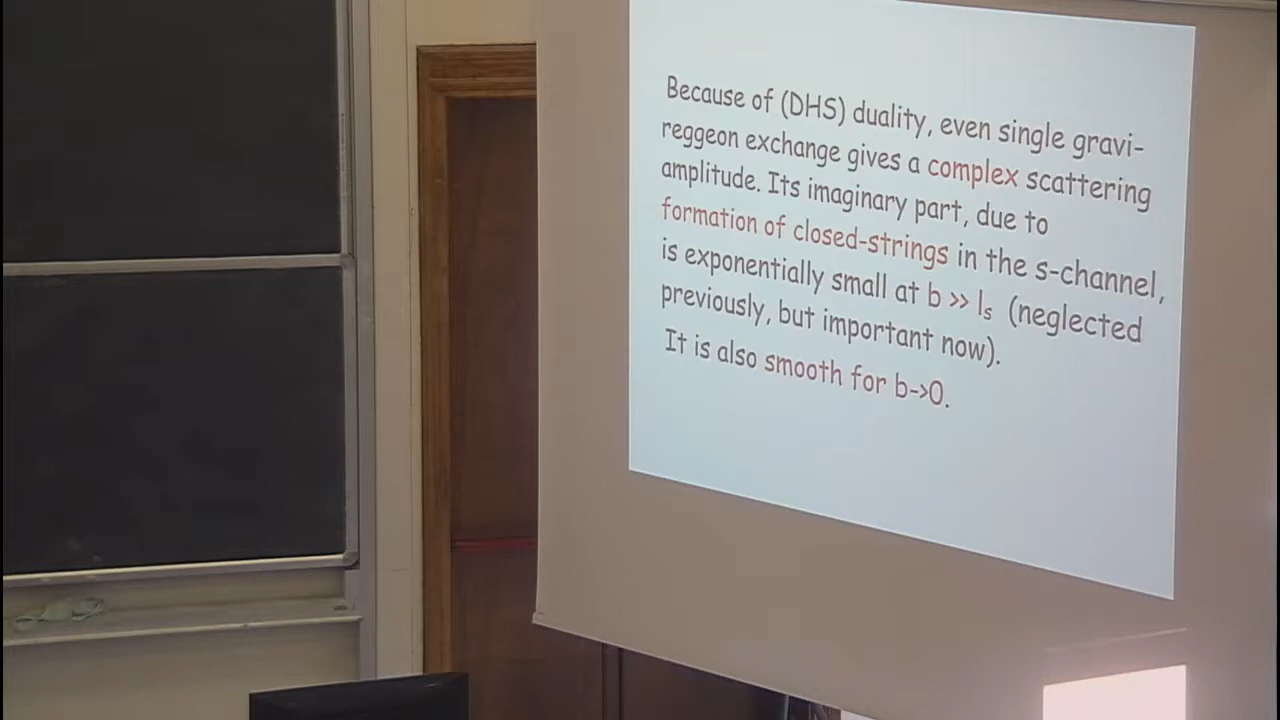 Because of (DHS) duality, even single gravi-
reggeon exchange gives a complex scattering
amplitude. Its imaginary part, due to
formation of closed-strings in the s-channel,
is exponentially small at b >> ls (neglected
previously, but important now).
It is also smooth for b->0.